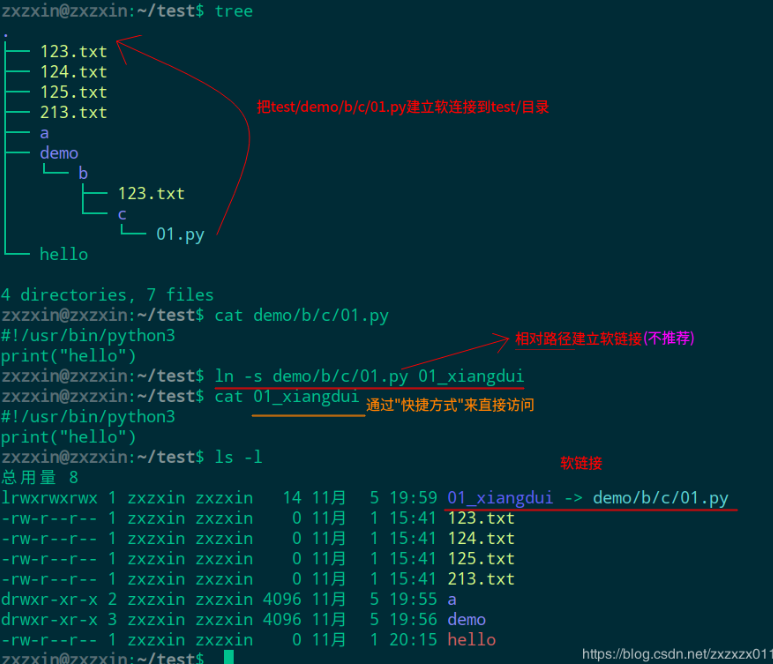 zxzxin@zxzxin:~/test$ tree
.
├── 123.txt
├── 124.txt
├── 125.txt
├── 213.txt
├── a
├── demo
│   └── b
│       ├── 123.txt
│       └── c
│           └── 01.py
└── hello
把test/demo/b/c/01.py建立软连接到test/目录
4 directories, 7 files
zxzxin@zxzxin:~/test$ cat demo/b/c/01.py
#!/usr/bin/python3
print("hello")
相对路径建立软链接(不推荐)
zxzxin@zxzxin:~/test$ ln -s demo/b/c/01.py 01_xiangdui
zxzxin@zxzxin:~/test$ cat 01_xiangdui
通过"快捷方式"来直接访问
#!/usr/bin/python3
print("hello")
zxzxin@zxzxin:~/test$ ls -l
软链接
总用量 8
lrwxrwxrwx 1 zxzxin zxzxin   14 11月  5 19:59 01_xiangdui -> demo/b/c/01.py
-rw-r--r-- 1 zxzxin zxzxin    0 11月  1 15:41 123.txt
-rw-r--r-- 1 zxzxin zxzxin    0 11月  1 15:41 124.txt
-rw-r--r-- 1 zxzxin zxzxin    0 11月  1 15:41 125.txt
-rw-r--r-- 1 zxzxin zxzxin    0 11月  1 15:41 213.txt
drwxr-xr-x 2 zxzxin zxzxin 4096 11月  5 19:55 a
drwxr-xr-x 3 zxzxin zxzxin 4096 11月  5 19:56 demo
-rw-r--r-- 1 zxzxin zxzxin    0 11月  1 20:15 hello
zxzxin@zxzxin:~/test$
https://blog.csdn.net/zxzxzx011